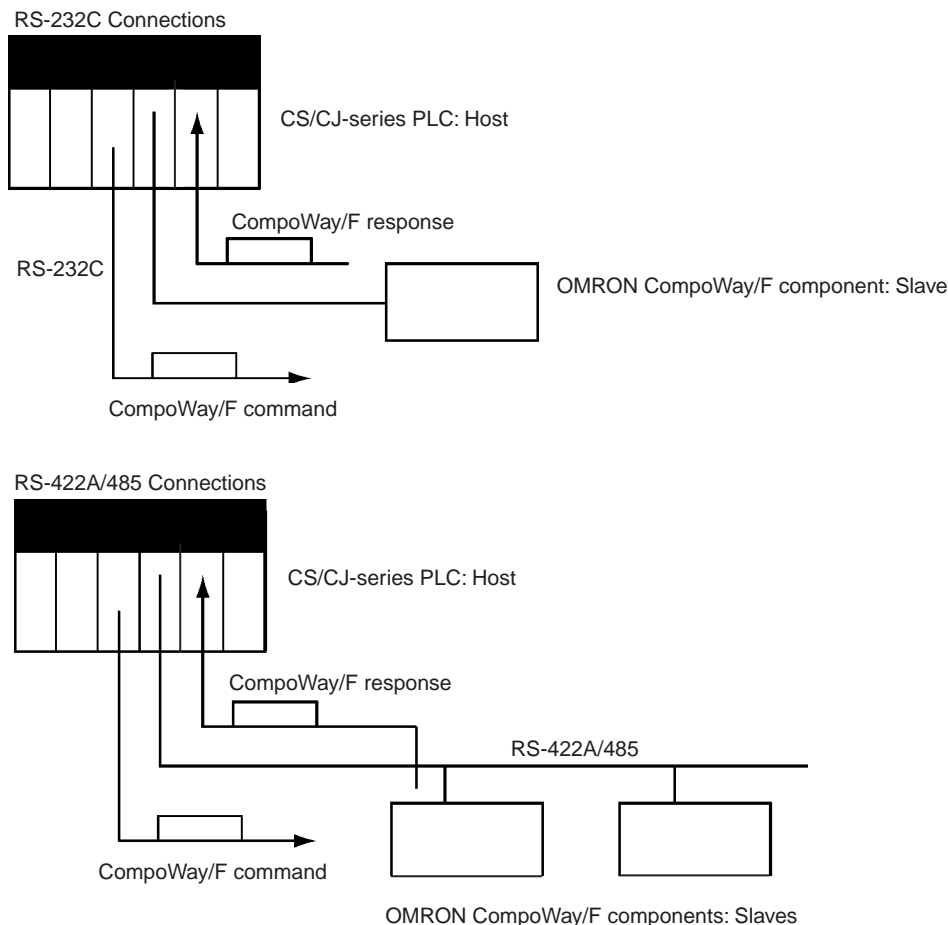 RS-232C Connections
CS/CJ-series PLC: Host
CompoWay/F response
RS-232C
OMRON CompoWay/F component: Slave
CompoWay/F command
RS-422A/485 Connections
CS/CJ-series PLC: Host
CompoWay/F response
RS-422A/485
CompoWay/F command
OMRON CompoWay/F components: Slaves